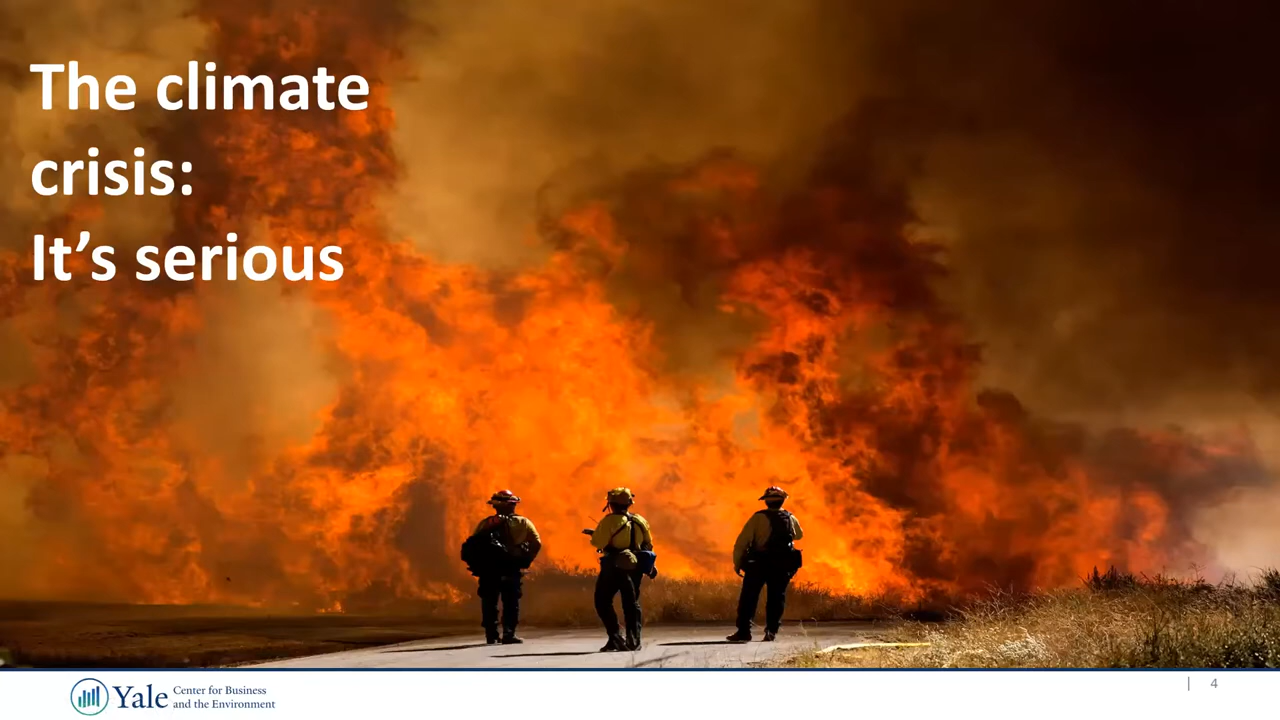 The climate
crisis:
It’s serious
Yale Center for Business
and the Environment
| 4